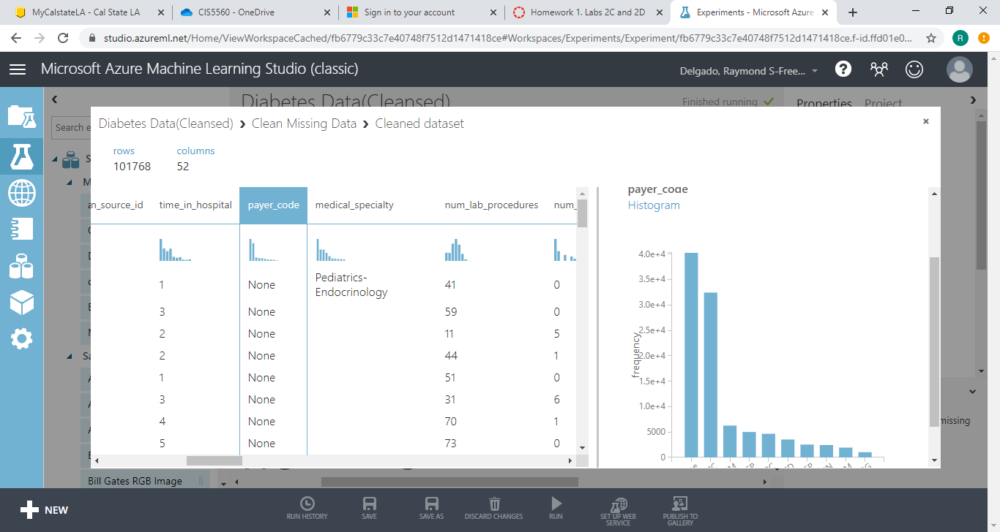 MyCalstateLA - Cal State LA
CIS5560 - OneDrive
Sign in to your account
Homework 1. Labs 2C and 2D
Experiments - Microsoft Azure
studio.azureml.net/Home/ViewWorkspaceCached/fb6779c33c7e40748f7512d1471418ce#Workspaces/Experiments/Experiment/fb6779c33c7e40748f7512d1471418ce.f-id.ffd01e0...
R
Microsoft Azure Machine Learning Studio (classic)
Delgado, Raymond S-Free...
Diabetes Data(Cleansed)
Finished running
Properties Project
Search e
Diabetes Data(Cleansed) › Clean Missing Data › Cleaned dataset
rows columns
101768 52
n_source_id time_in_hospital payer_code medical_specialty num_lab_procedures num_
1 None Pediatrics-Endocrinology 41 0
3 None 59 0
2 None 11 5
2 None 44 1
1 None 51 0
3 None 31 6
4 None 70 1
5 None 73 0
payer_code
Histogram
frequency
4.0e+4
3.5e+4
3.0e+4
2.5e+4
2.0e+4
1.5e+4
1.0e+4
5000
0
missing
Bill Gates RGB Image
NEW
RUN HISTORY
SAVE
SAVE AS
DISCARD CHANGES
RUN
SET UP WEB SERVICE
PUBLISH TO GALLERY